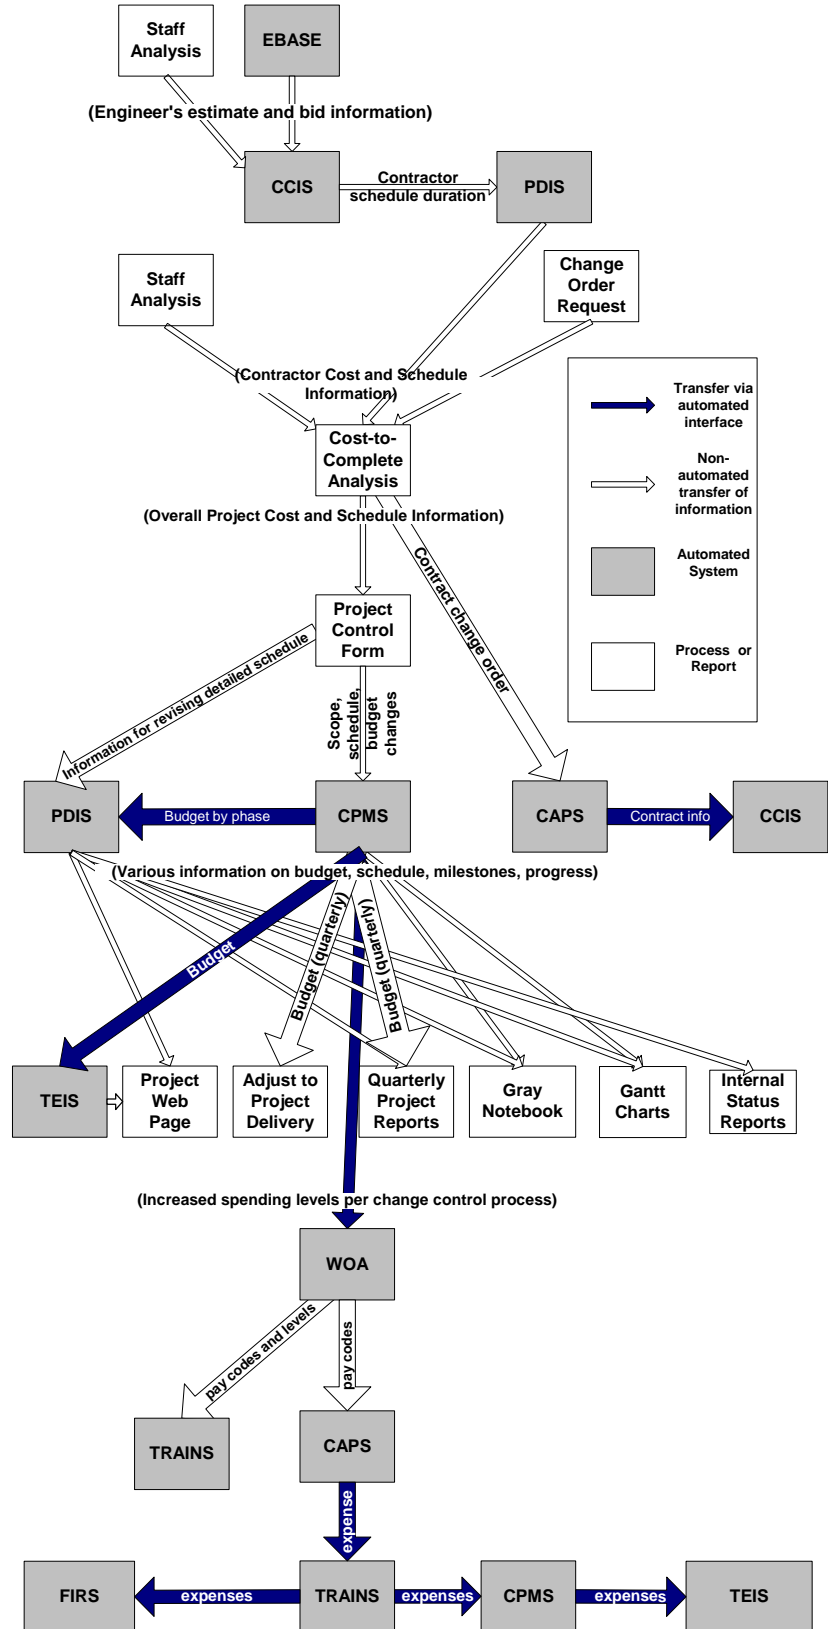 Staff
Analysis
EBASE
(Engineer's estimate and bid information)
CCIS
Contractor
schedule duration
PDIS
Staff
Analysis
Change
Order
Request
(Contractor Cost and Schedule
Information)
Transfer via
automated
interface
Cost-to-
Complete
Analysis
Non-
automated
transfer of
information
(Overall Project Cost and Schedule Information)
Automated
System
Contract change order
Project
Control
Form
Process or
Report
Information for revising detailed schedule
Scope,
schedule,
budget
changes
PDIS
Budget by phase
CPMS
CAPS
Contract info
CCIS
(Various information on budget, schedule, milestones, progress)
Budget
Budget (quarterly)
Budget (quarterly)
TEIS
Project
Web
Page
Adjust to
Project
Delivery
Quarterly
Project
Reports
Gray
Notebook
Gantt
Charts
Internal
Status
Reports
(Increased spending levels per change control process)
WOA
pay codes and levels
pay codes
TRAINS
CAPS
expense
FIRS
expenses
TRAINS
expenses
CPMS
expenses
TEIS